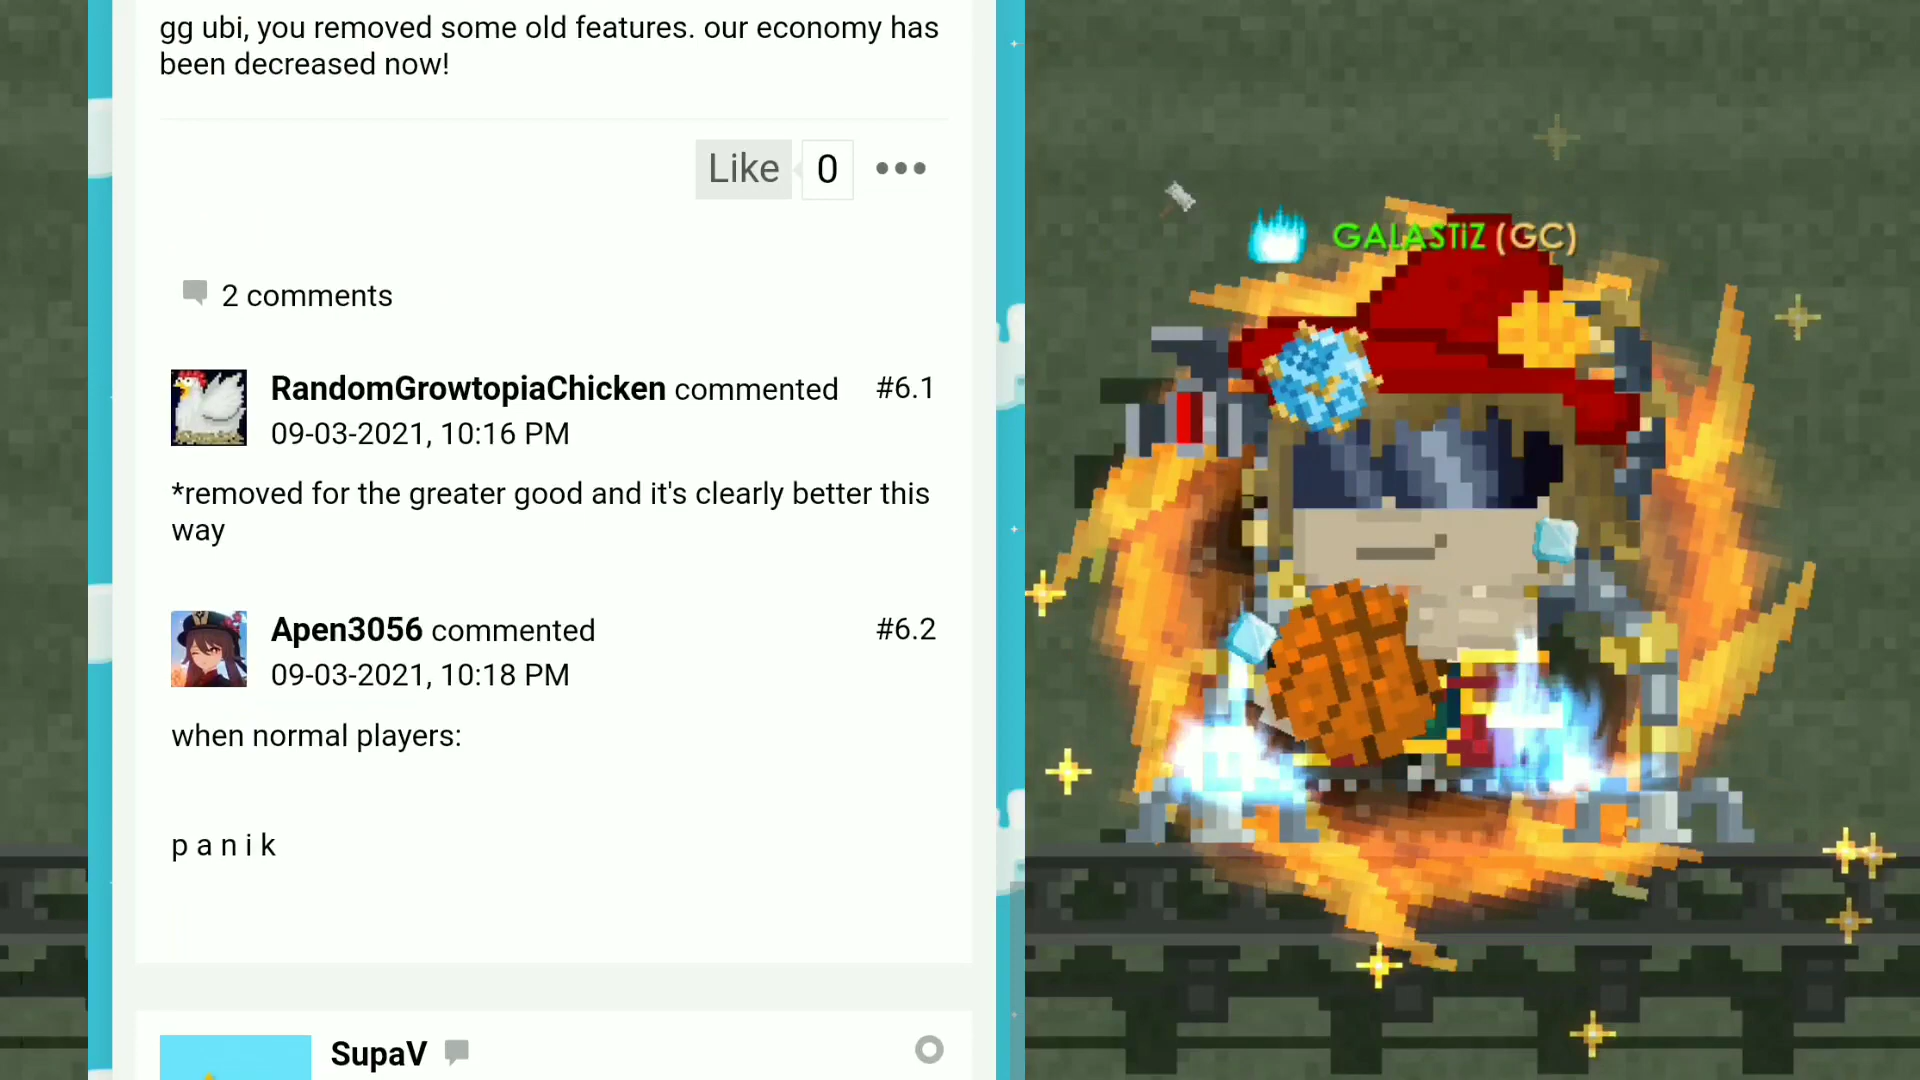 gg ubi, you removed some old features. our economy has
been decreased now!
Like 0
2 comments
RandomGrowtopiaChicken commented #6.1
09-03-2021, 10:16 PM
*removed for the greater good and it's clearly better this
way
Apen3056 commented #6.2
09-03-2021, 10:18 PM
when normal players:
p a n i k
SupaV
GALASTiZ (GC)